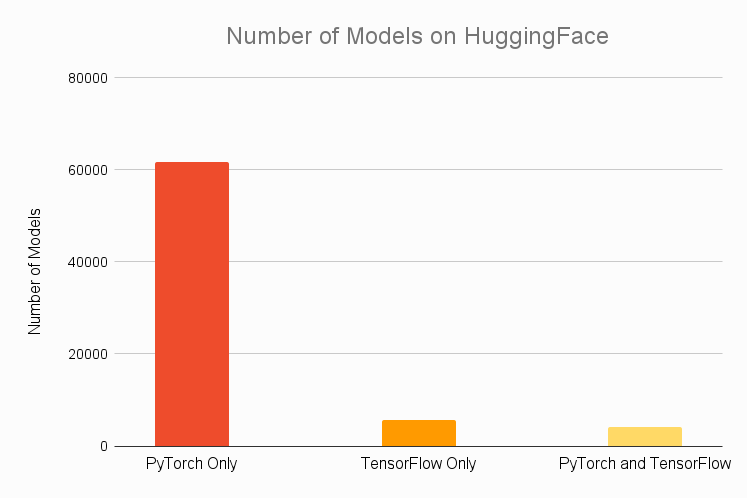 Number of Models on HuggingFace
80000
60000
40000
20000
0
Number of Models
PyTorch Only
TensorFlow Only
PyTorch and TensorFlow